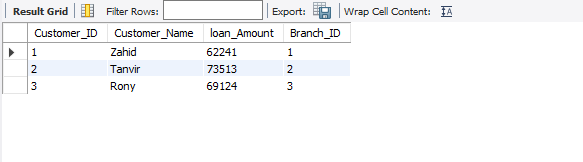 Result Grid Filter Rows: Export: Wrap Cell Content: IA
Customer_ID Customer_Name loan_Amount Branch_ID
1 Zahid 62241 1
2 Tanvir 73513 2
3 Rony 69124 3